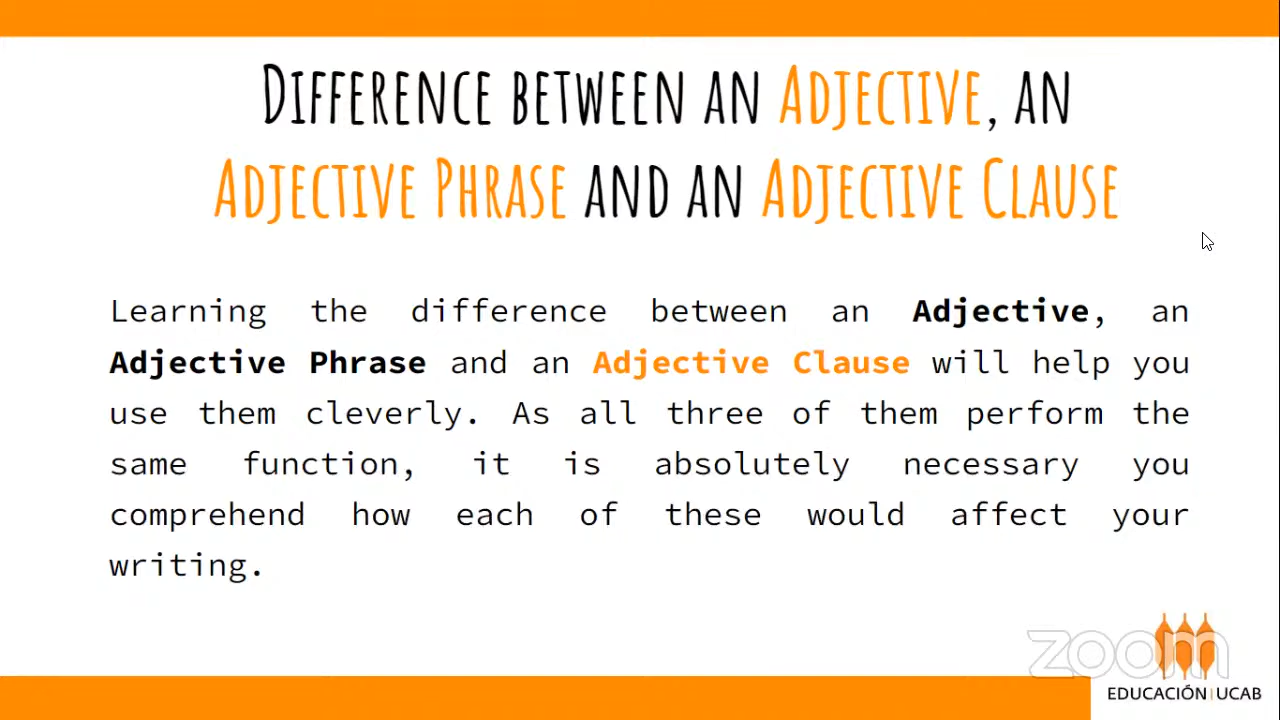 Difference between an Adjective, an
Adjective Phrase and an Adjective Clause
Learning the difference between an Adjective, an
Adjective Phrase and an Adjective Clause will help you
use them cleverly. As all three of them perform the
same function, it is absolutely necessary you
comprehend how each of these would affect your
writing.
zoom
EDUCACIÓN|UCAB